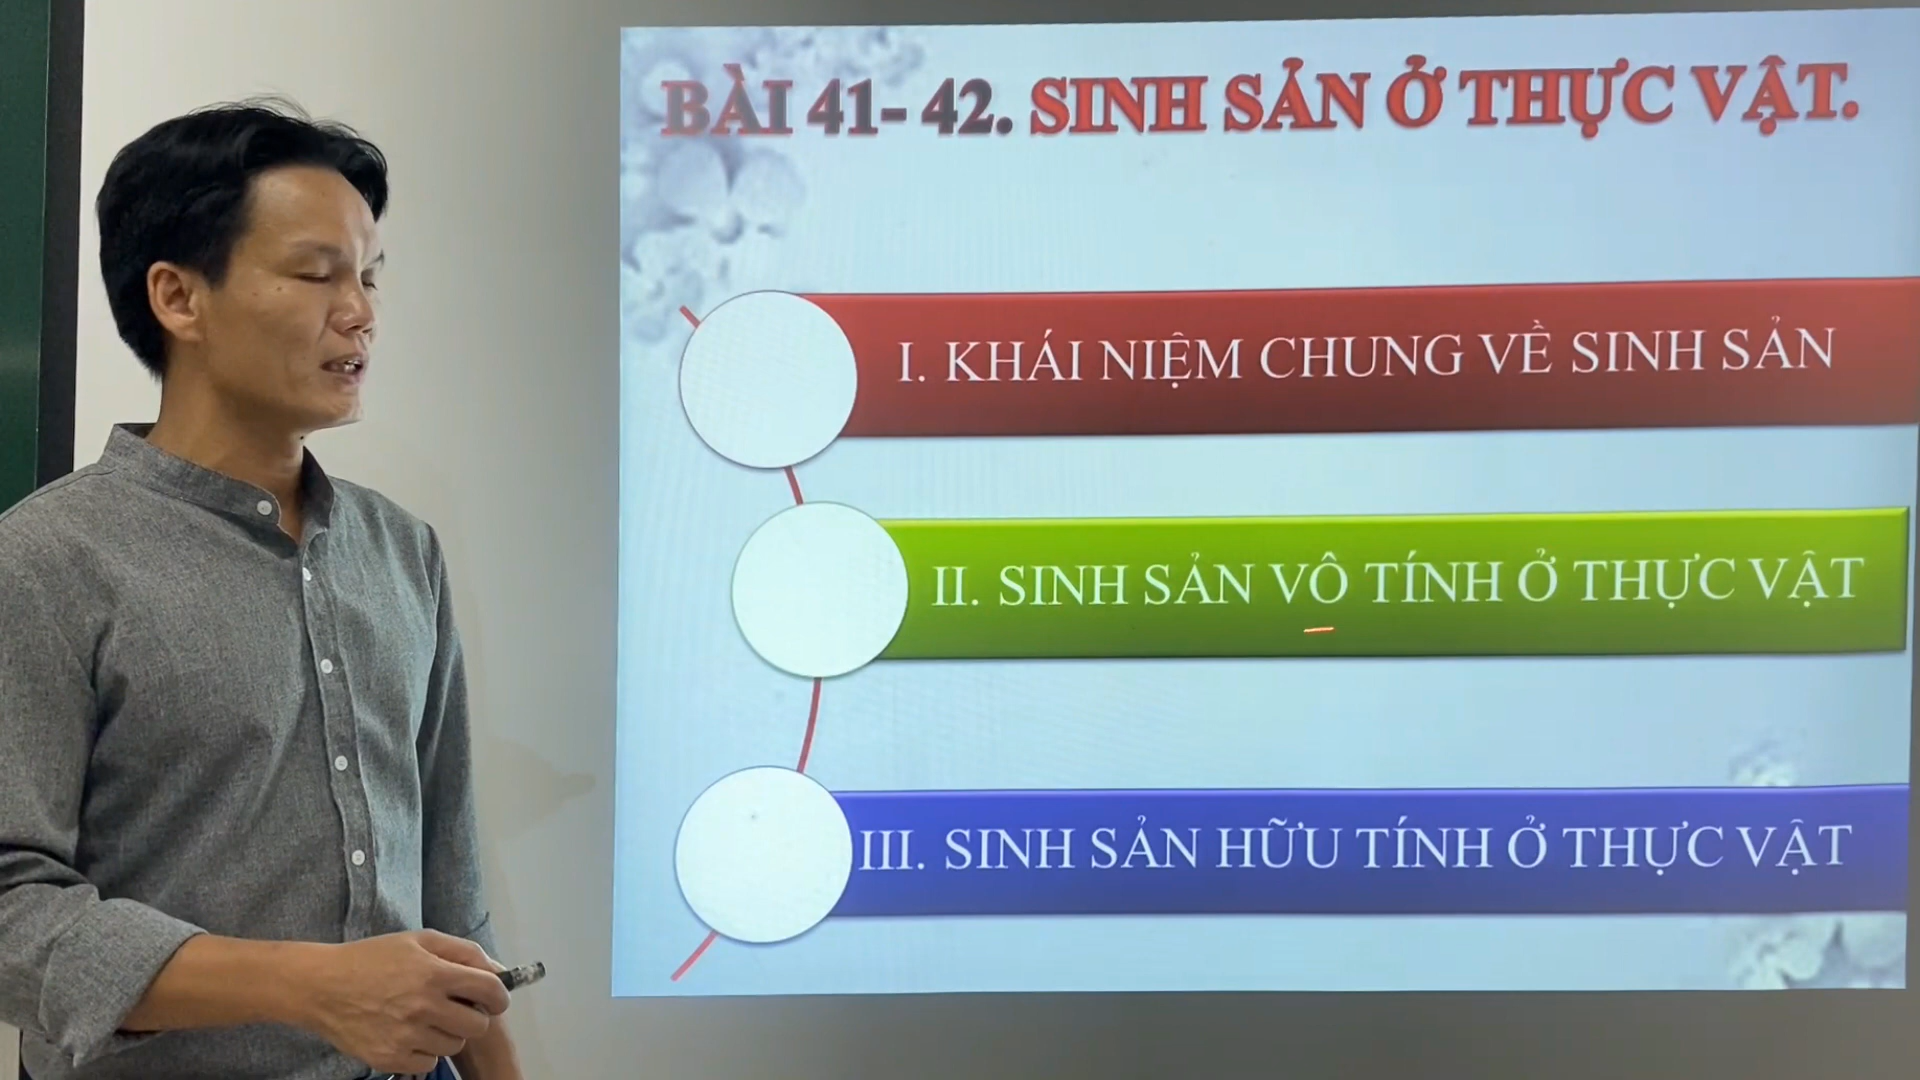 BÀI 41- 42. SINH SẢN Ở THỰC VẬT.
I. KHÁI NIỆM CHUNG VỀ SINH SẢN
II. SINH SẢN VÔ TÍNH Ở THỰC VẬT
III. SINH SẢN HỮU TÍNH Ở THỰC VẬT